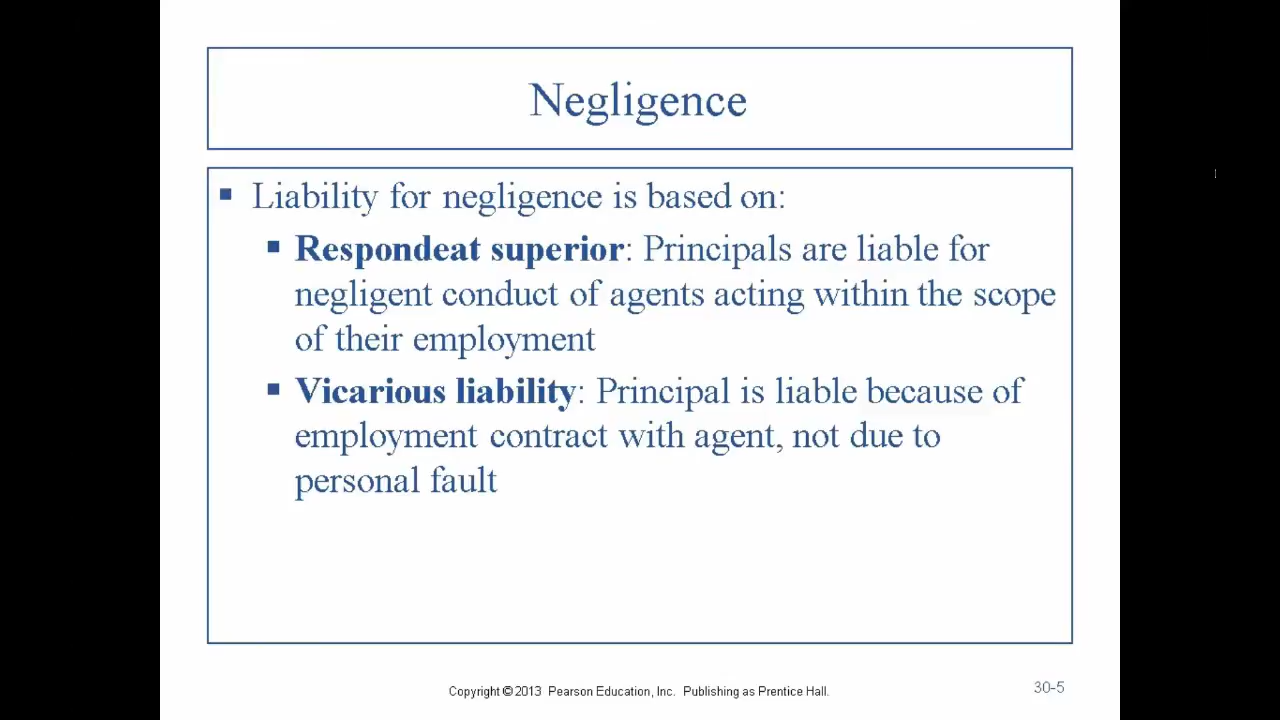 Negligence
▪ Liability for negligence is based on:
▪ Respondeat superior: Principals are liable for
negligent conduct of agents acting within the scope
of their employment
▪ Vicarious liability: Principal is liable because of
employment contract with agent, not due to
personal fault
Copyright © 2013 Pearson Education, Inc. Publishing as Prentice Hall.
30-5